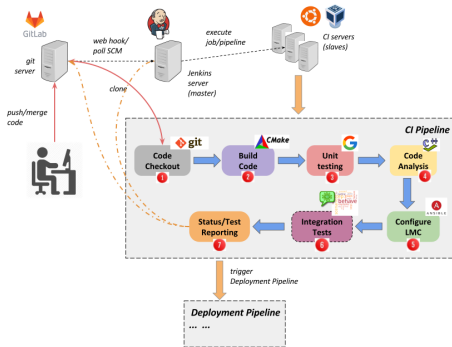 GitLab
git
server
web hook/
poll SCM
execute
job/pipeline
Jenkins
server
(master)
CI servers
(slaves)
clone
push/merge
code
CI Pipeline
git
CMake
Code
Checkout
1
Build
Code
2
Unit
testing
3
Code
Analysis
4
ANSIBLE
Configure
LMC
5
behave
Integration
Tests
6
Status/Test
Reporting
7
trigger
Deployment Pipeline
Deployment Pipeline
... ...